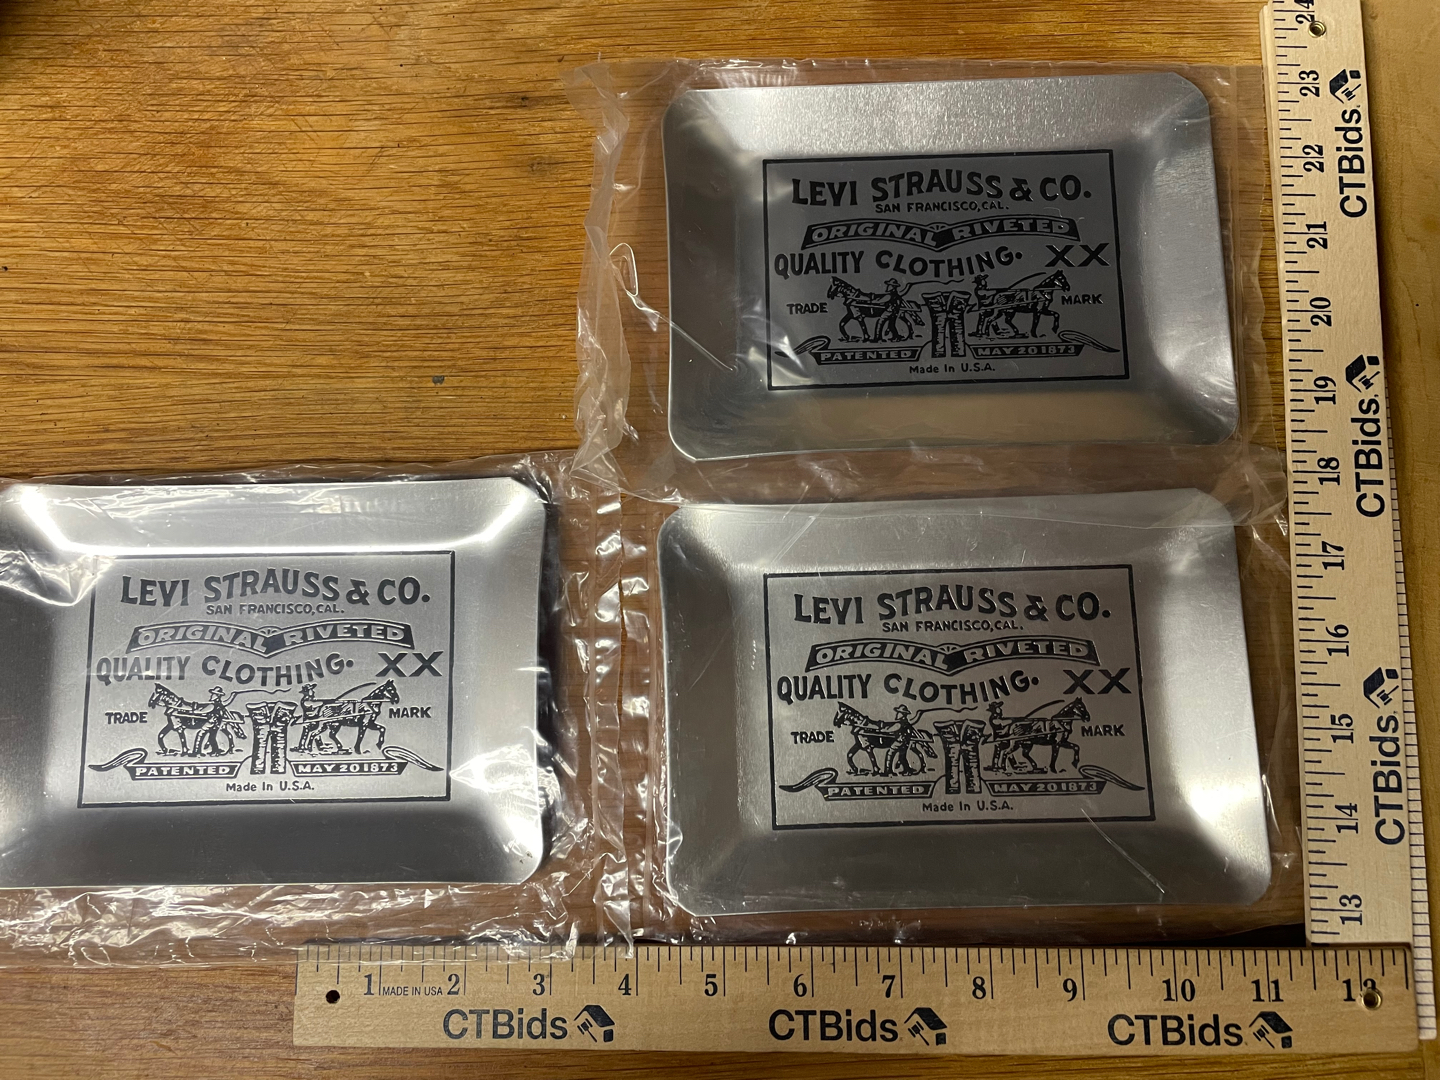 LEVI STRAUSS & CO.
SAN FRANCISCO, CAL.
ORIGINAL RIVETED
QUALITY CLOTHING. XX
TRADE MARK
PATENTED MAY 20 1873
Made In U.S.A.
LEVI STRAUSS & CO.
SAN FRANCISCO, CAL.
ORIGINAL RIVETED
QUALITY CLOTHING. XX
TRADE MARK
PATENTED MAY 20 1873
Made In U.S.A.
LEVI STRAUSS & CO.
SAN FRANCISCO, CAL.
ORIGINAL RIVETED
QUALITY CLOTHING. XX
TRADE MARK
PATENTED MAY 20 1873
Made In U.S.A.
1 MADE IN USA 2 3 4 5 6 7 8 9 10 11 12
CTBids CTBids CTBids
13 14 15 16 17 18 19 20 21 22 23 24
CTBids. CTBids. CTBids.